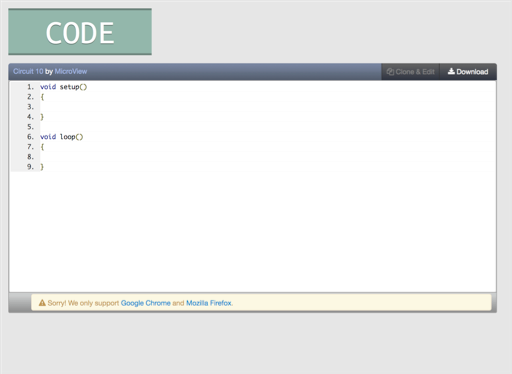 CODE
Circuit 10 by MicroView Clone & Edit Download
1. void setup()
2. {
3.
4. }
5.
6. void loop()
7. {
8.
9. }
Sorry! We only support Google Chrome and Mozilla Firefox.